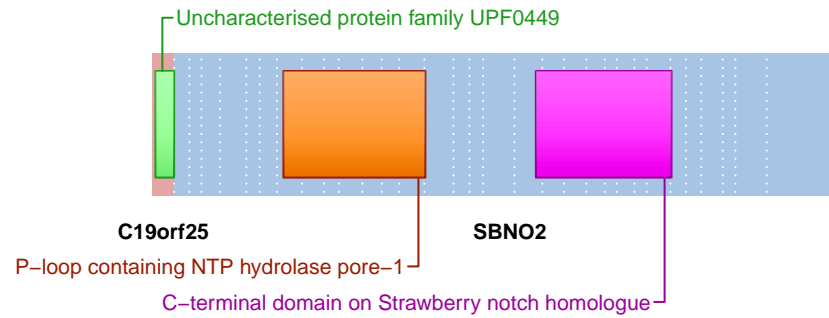 Uncharacterised protein family UPF0449
C19orf25
SBNO2
P−loop containing NTP hydrolase pore−1
C−terminal domain on Strawberry notch homologue